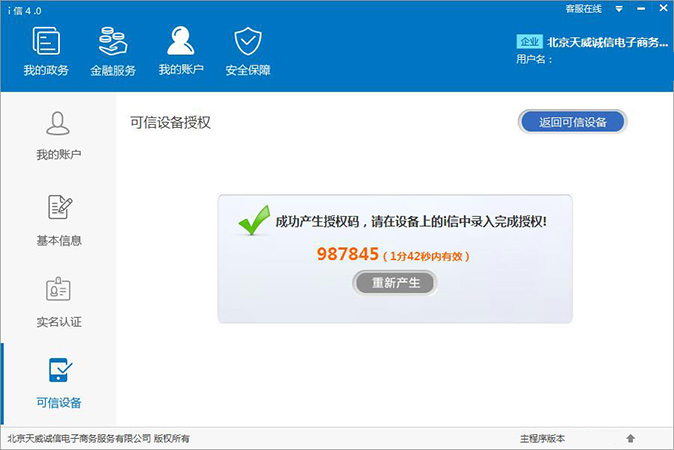 i 信 4.0
客服在线
我的政务
金融服务
我的账户
安全保障
企业 北京天威诚信电子商务...
用户名：
我的账户
基本信息
实名认证
可信设备
可信设备授权
返回可信设备
成功产生授权码，请在设备上的i信中录入完成授权!
987845（1分42秒内有效）
重新产生
北京天威诚信电子商务服务有限公司 版权所有
主程序版本